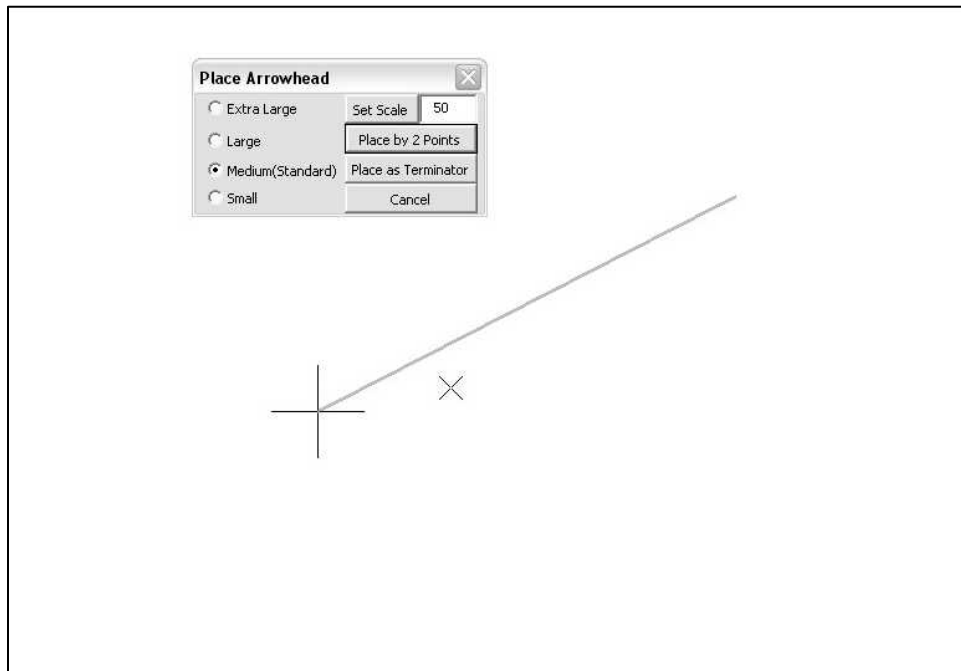 Place Arrowhead
Extra Large Set Scale 50
Large Place by 2 Points
Medium(Standard) Place as Terminator
Small Cancel